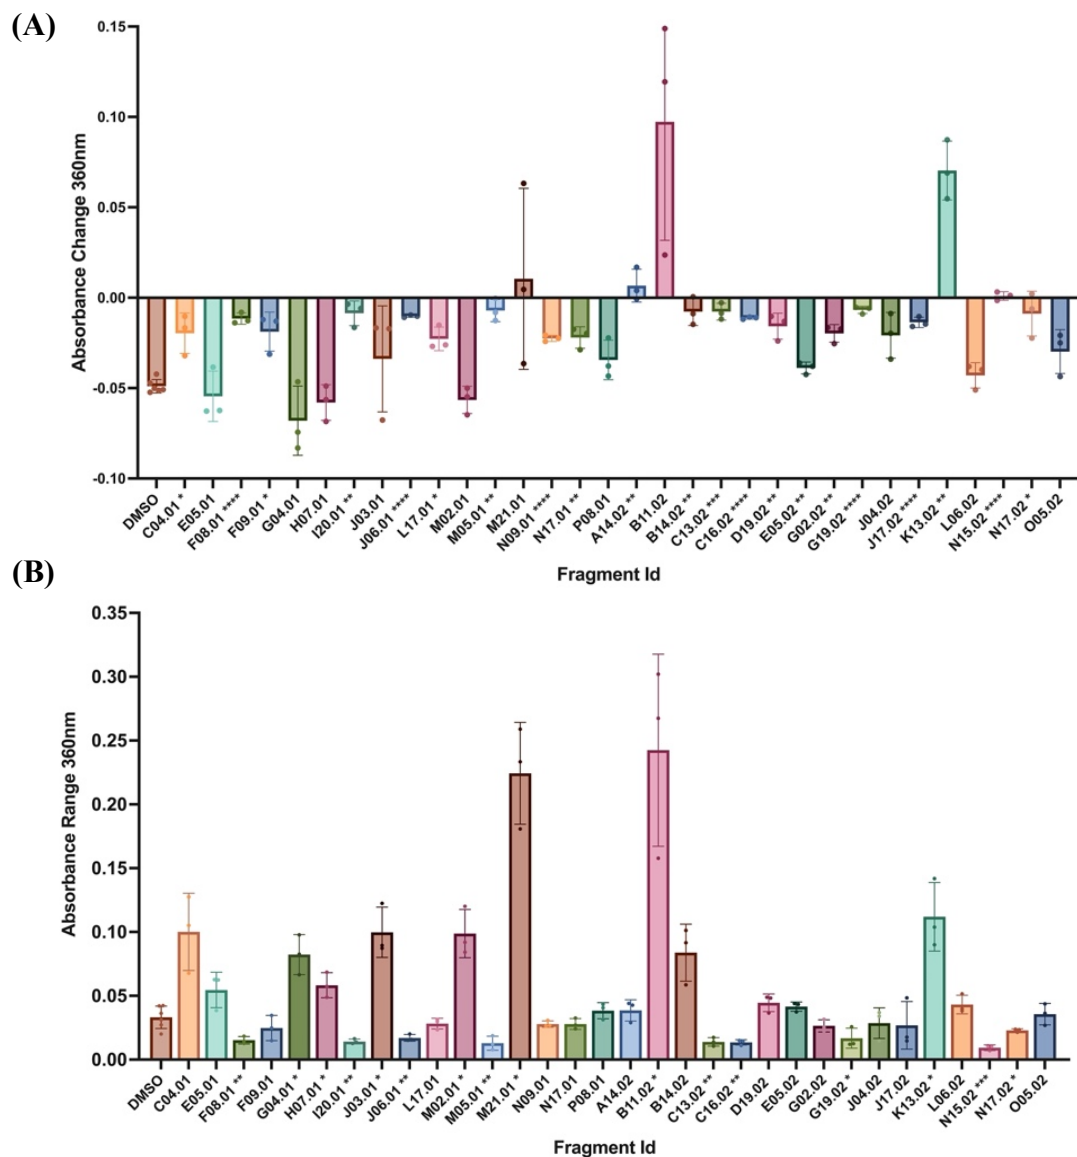 (A)
Absorbance Change 360nm
0.15
0.10
0.05
0.00
-0.05
-0.10
DMSO
C04.01 *
E05.01
F08.01 ****
F09.01 *
G04.01
H07.01
I20.01 **
J03.01
J06.01 ****
L17.01 *
M02.01
M05.01 **
M21.01
N09.01 ****
N17.01 **
P08.01
A14.02 **
B11.02
B14.02 **
C13.02 ***
C16.02 ****
D19.02 **
E05.02 **
G02.02 **
G19.02 ****
J04.02
J17.02 ****
K13.02 **
L06.02
N15.02 ****
N17.02 *
O05.02
Fragment Id
(B)
Absorbance Range 360nm
0.35
0.30
0.25
0.20
0.15
0.10
0.05
0.00
DMSO
C04.01
E05.01
F08.01 **
F09.01
G04.01 *
H07.01 *
I20.01 **
J03.01 *
J06.01 **
L17.01
M02.01 *
M05.01 **
M21.01 *
N09.01
N17.01
P08.01
A14.02
B11.02 *
B14.02
C13.02 **
C16.02 **
D19.02
E05.02
G02.02
G19.02 *
J04.02
J17.02
K13.02 *
L06.02
N15.02 ***
N17.02 *
O05.02
Fragment Id